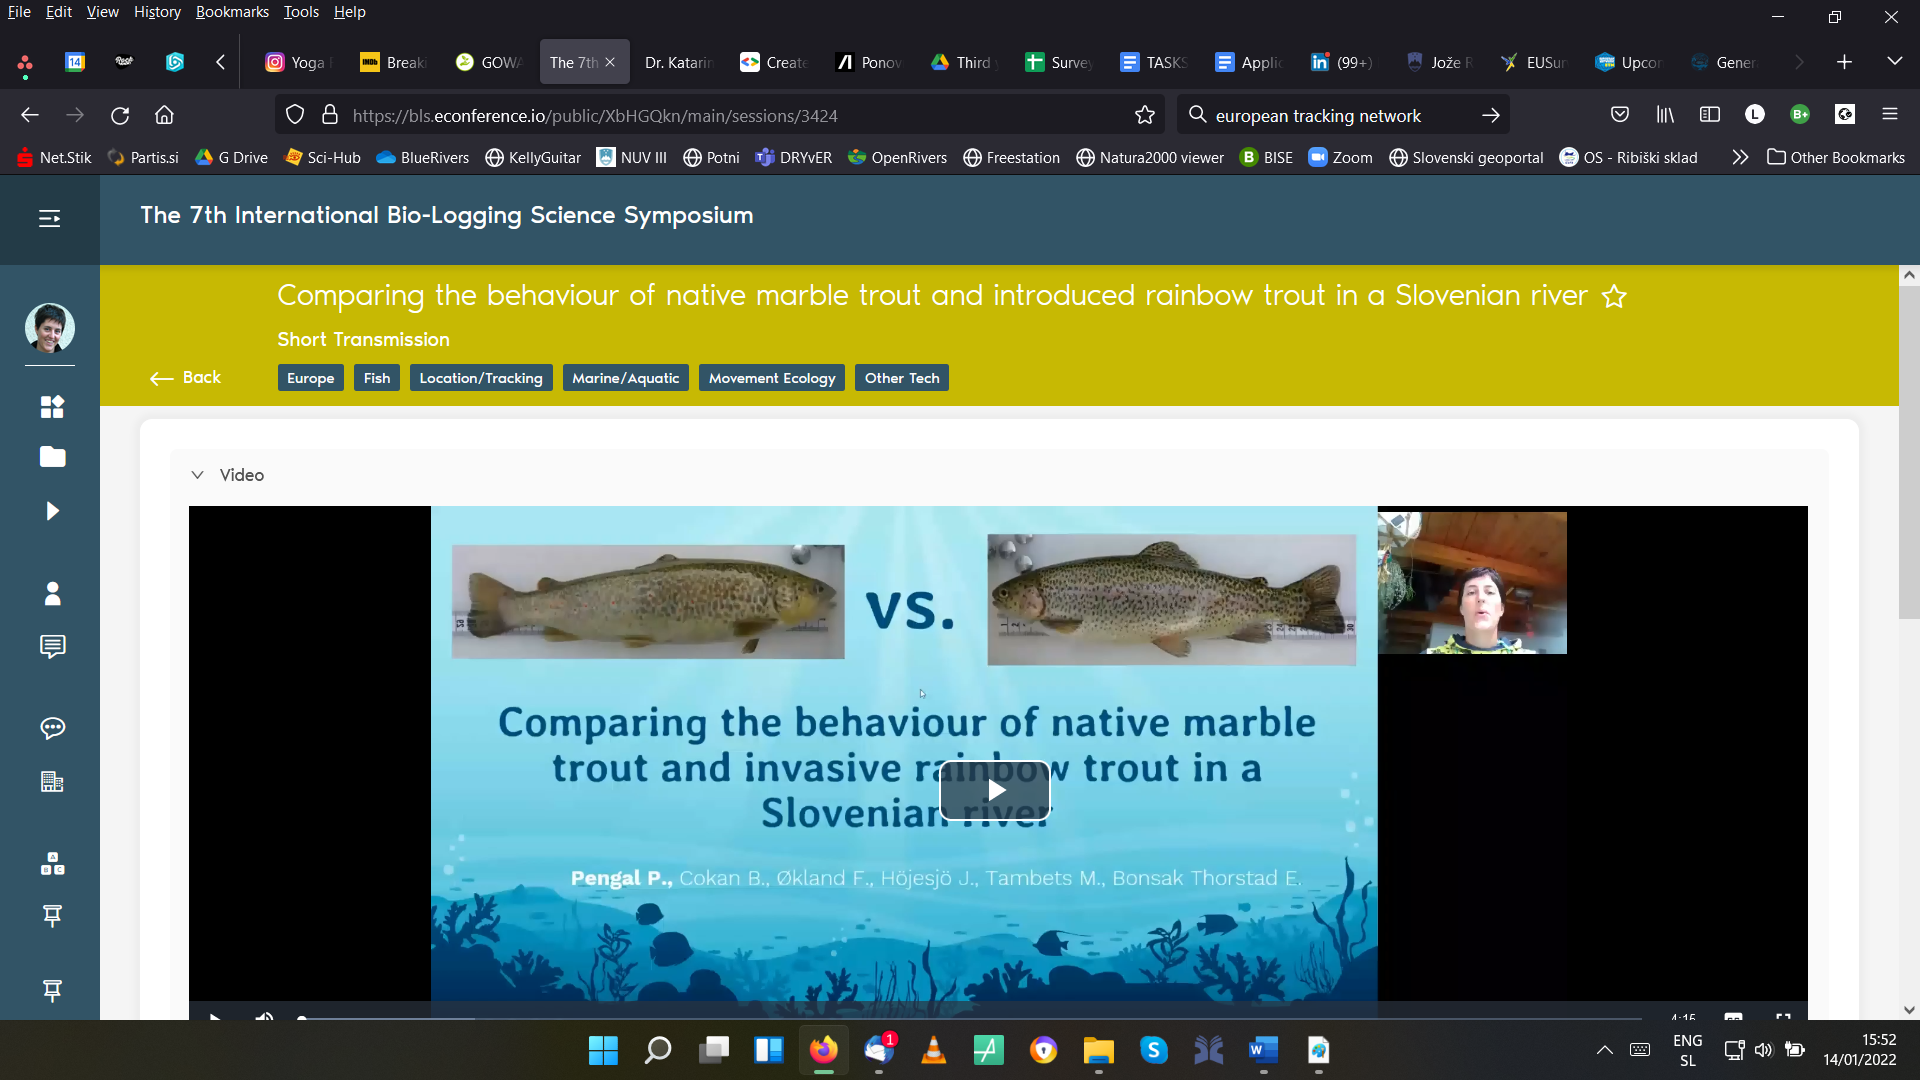 File Edit View History Bookmarks Tools Help
14 Yoga Breaki GOWA The 7th Dr. Katarin Create Ponov Third Survey TASKS Applic (99+) Jože R EUSur Upcor Gener
https://bls.econference.io/public/XbHGQkn/main/sessions/3424 european tracking network
Net.Stik Partis.si G Drive Sci-Hub BlueRivers KellyGuitar NUV III Potni DRYvER OpenRivers Freestation Natura2000 viewer BISE Zoom Slovenski geoportal OS - Ribiški sklad Other Bookmarks
The 7th International Bio-Logging Science Symposium
Comparing the behaviour of native marble trout and introduced rainbow trout in a Slovenian river
Short Transmission
Back Europe Fish Location/Tracking Marine/Aquatic Movement Ecology Other Tech
Video
vs.
Comparing the behaviour of native marble
trout and invasive rainbow trout in a
Slovenian river
Pengal P., Cokan B., Økland F., Höjesjö J., Tambets M., Bonsak Thorstad E.
4:15
1 ENG 15:52
SL 14/01/2022